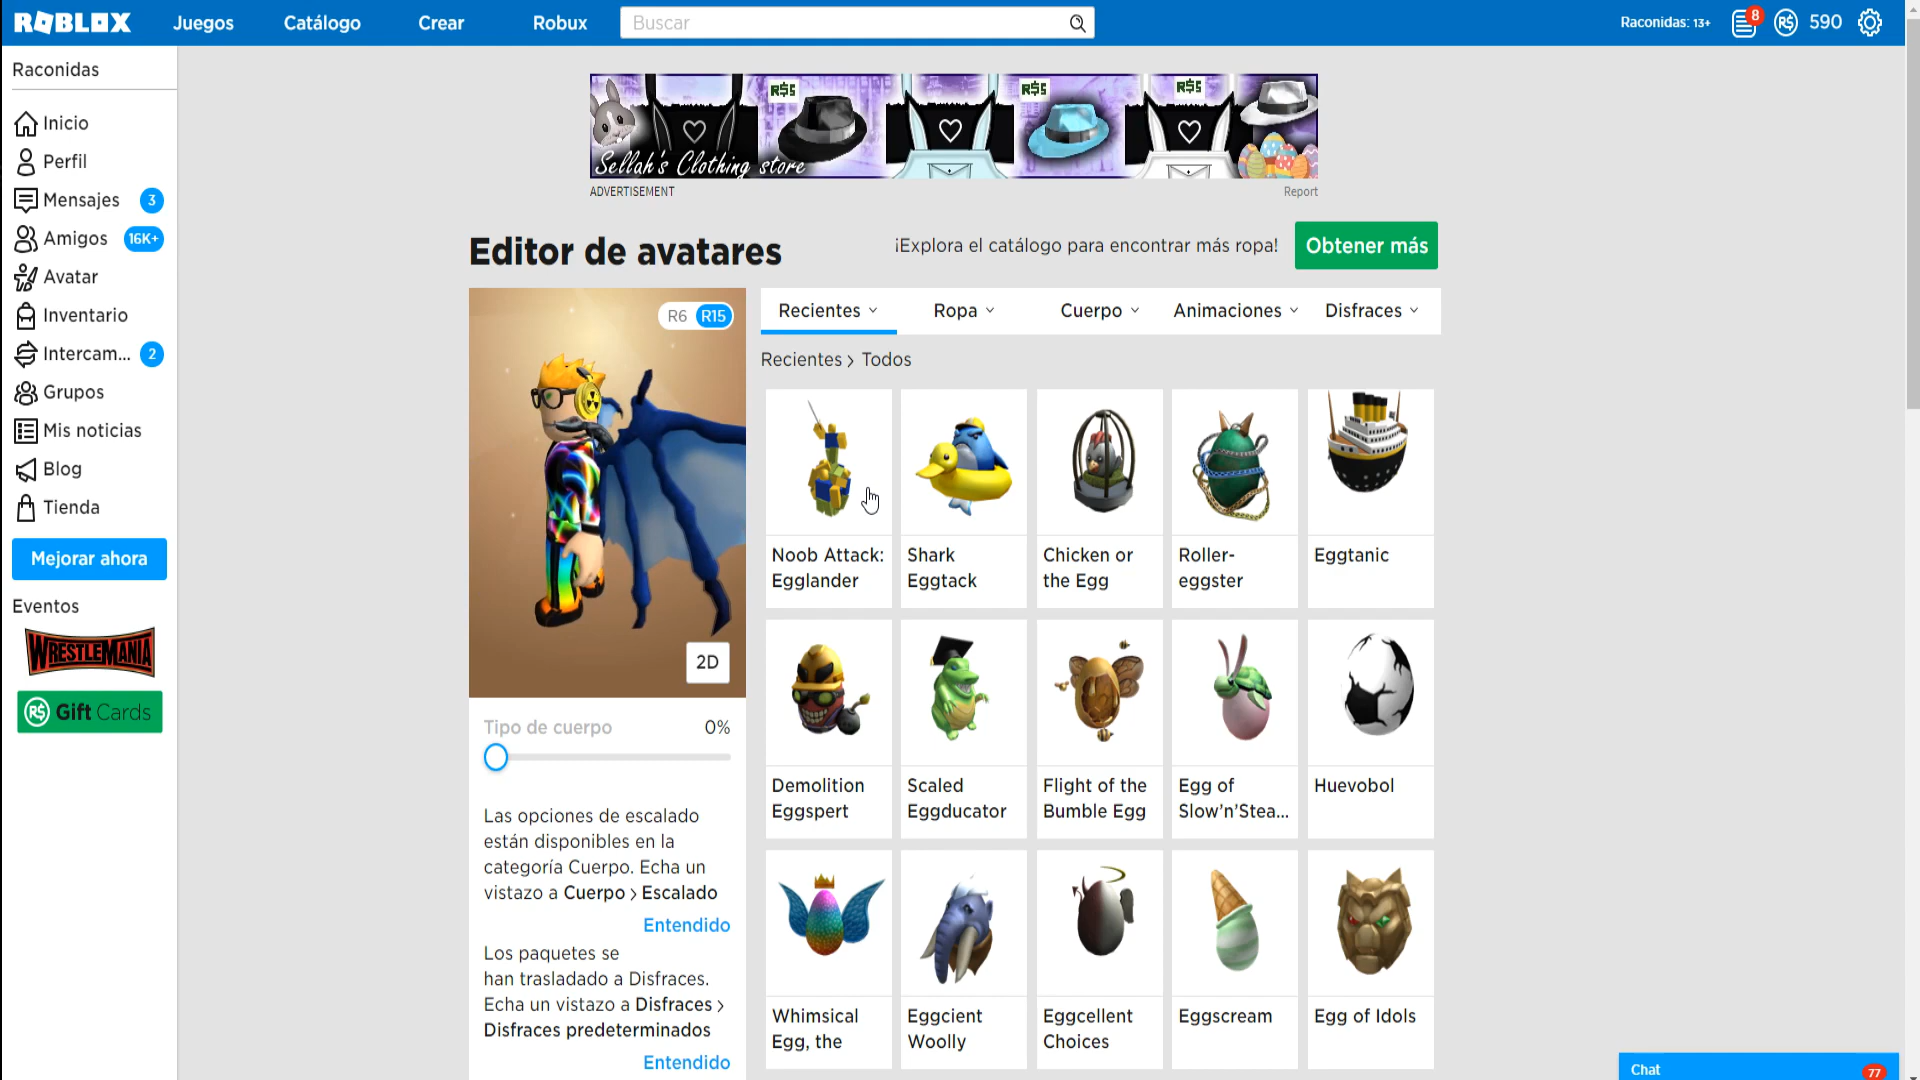 ROBLOX
Juegos
Catálogo
Crear
Robux
Buscar
Raconidas: 13+
8
R$
590
Raconidas
Inicio
Perfil
Mensajes 3
Amigos 16K+
Avatar
Inventario
Intercam... 2
Grupos
Mis noticias
Blog
Tienda
Mejorar ahora
Eventos
WRESTLEMANIA
R$ Gift Cards
R$5
R$5
R$5
Sellah's Clothing store
ADVERTISEMENT
Report
Editor de avatares
¡Explora el catálogo para encontrar más ropa!
Obtener más
R6 R15
2D
Tipo de cuerpo 0%
Las opciones de escalado
están disponibles en la
categoría Cuerpo. Echa un
vistazo a Cuerpo > Escalado
Entendido
Los paquetes se
han trasladado a Disfraces.
Echa un vistazo a Disfraces >
Disfraces predeterminados
Entendido
Recientes
Ropa
Cuerpo
Animaciones
Disfraces
Recientes > Todos
Noob Attack:
Egglander
Shark
Eggtack
Chicken or
the Egg
Roller-
eggster
Eggtanic
Demolition
Eggspert
Scaled
Eggducator
Flight of the
Bumble Egg
Egg of
Slow'n'Stea...
Huevobol
Whimsical
Egg, the
Eggcient
Woolly
Eggcellent
Choices
Eggscream
Egg of Idols
Chat
77